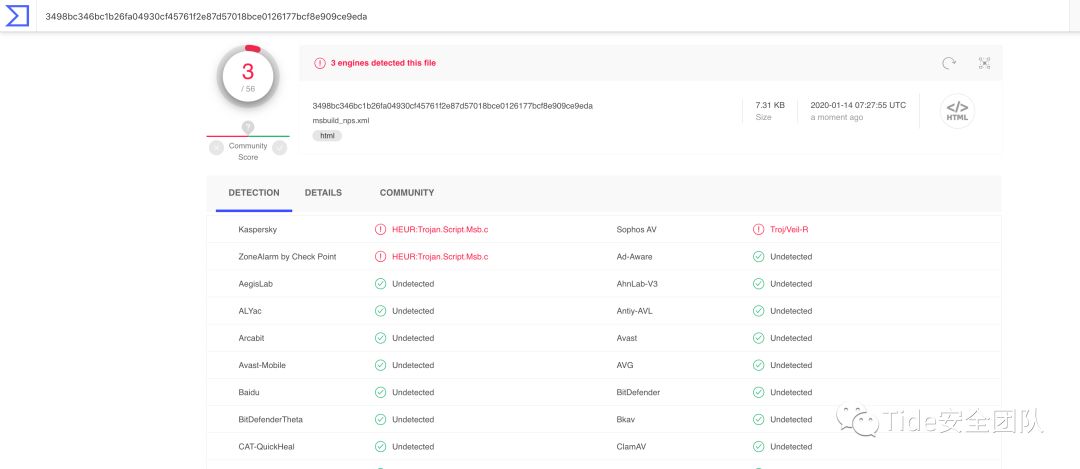 3498bc346bc1b26fa04930cf45761f2e87d57018bce0126177bcf8e909ce9eda
3
/ 56
?
Community
Score
3 engines detected this file
3498bc346bc1b26fa04930cf45761f2e87d57018bce0126177bcf8e909ce9eda
msbuild_nps.xml
html
7.31 KB
Size
2020-01-14 07:27:55 UTC
a moment ago
</>
HTML
DETECTION DETAILS COMMUNITY
Kaspersky HEUR:Trojan.Script.Msb.c Sophos AV Troj/Veil-R
ZoneAlarm by Check Point HEUR:Trojan.Script.Msb.c Ad-Aware Undetected
AegisLab Undetected AhnLab-V3 Undetected
ALYac Undetected Antiy-AVL Undetected
Arcabit Undetected Avast Undetected
Avast-Mobile Undetected AVG Undetected
Baidu Undetected BitDefender Undetected
BitDefenderTheta Undetected Bkav Undetected
CAT-QuickHeal Undetected ClamAV Undetected
Tide安全团队